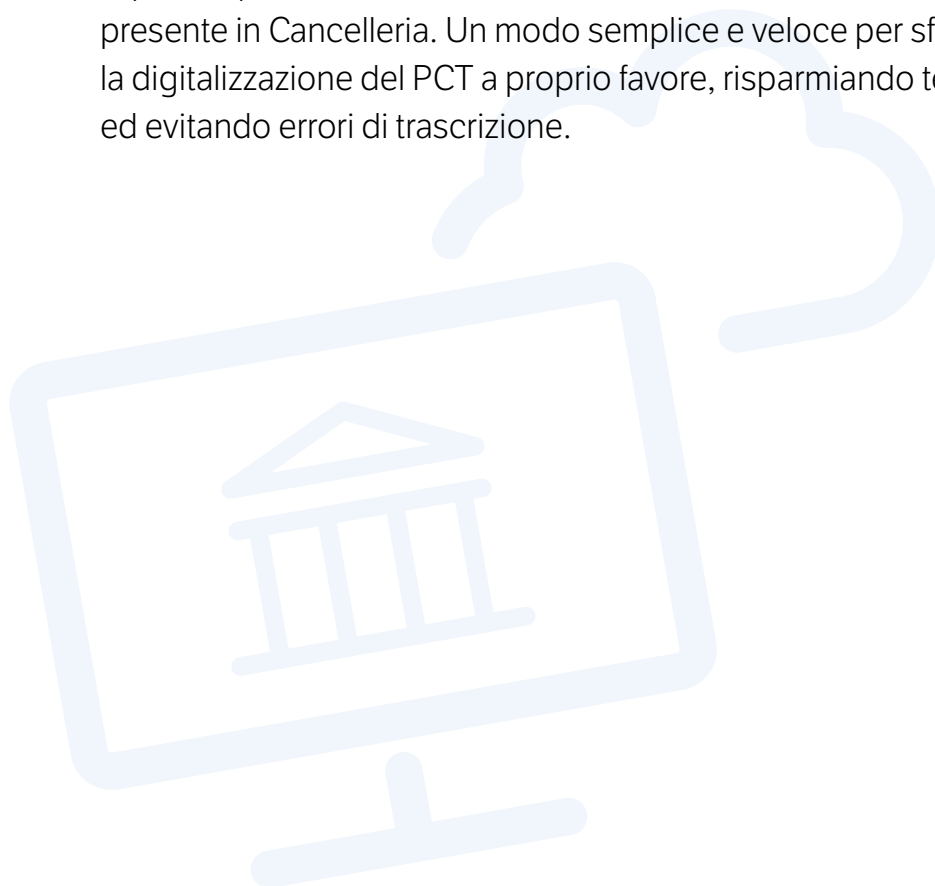 presente in Cancelleria. Un modo semplice e veloce per
la digitalizzazione del PCT a proprio favore, risparmiando
ed evitando errori di trascrizione.